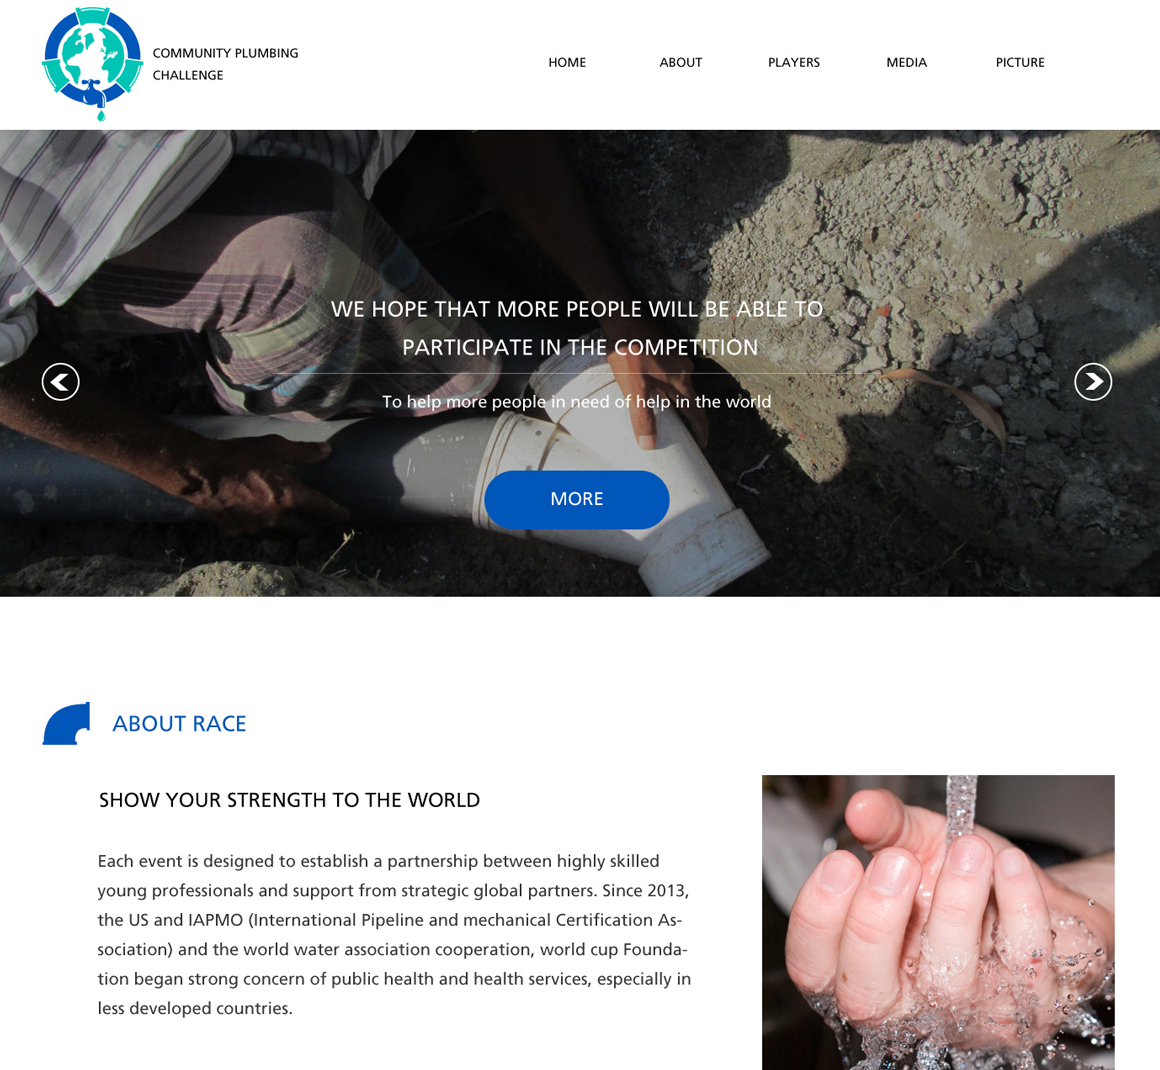 COMMUNITY PLUMBING
CHALLENGE
HOME ABOUT PLAYERS MEDIA PICTURE
WE HOPE THAT MORE PEOPLE WILL BE ABLE TO
PARTICIPATE IN THE COMPETITION
To help more people in need of help in the world
MORE
ABOUT RACE
SHOW YOUR STRENGTH TO THE WORLD
Each event is designed to establish a partnership between highly skilled
young professionals and support from strategic global partners. Since 2013,
the US and IAPMO (International Pipeline and mechanical Certification As-
sociation) and the world water association cooperation, world cup Founda-
tion began strong concern of public health and health services, especially in
less developed countries.